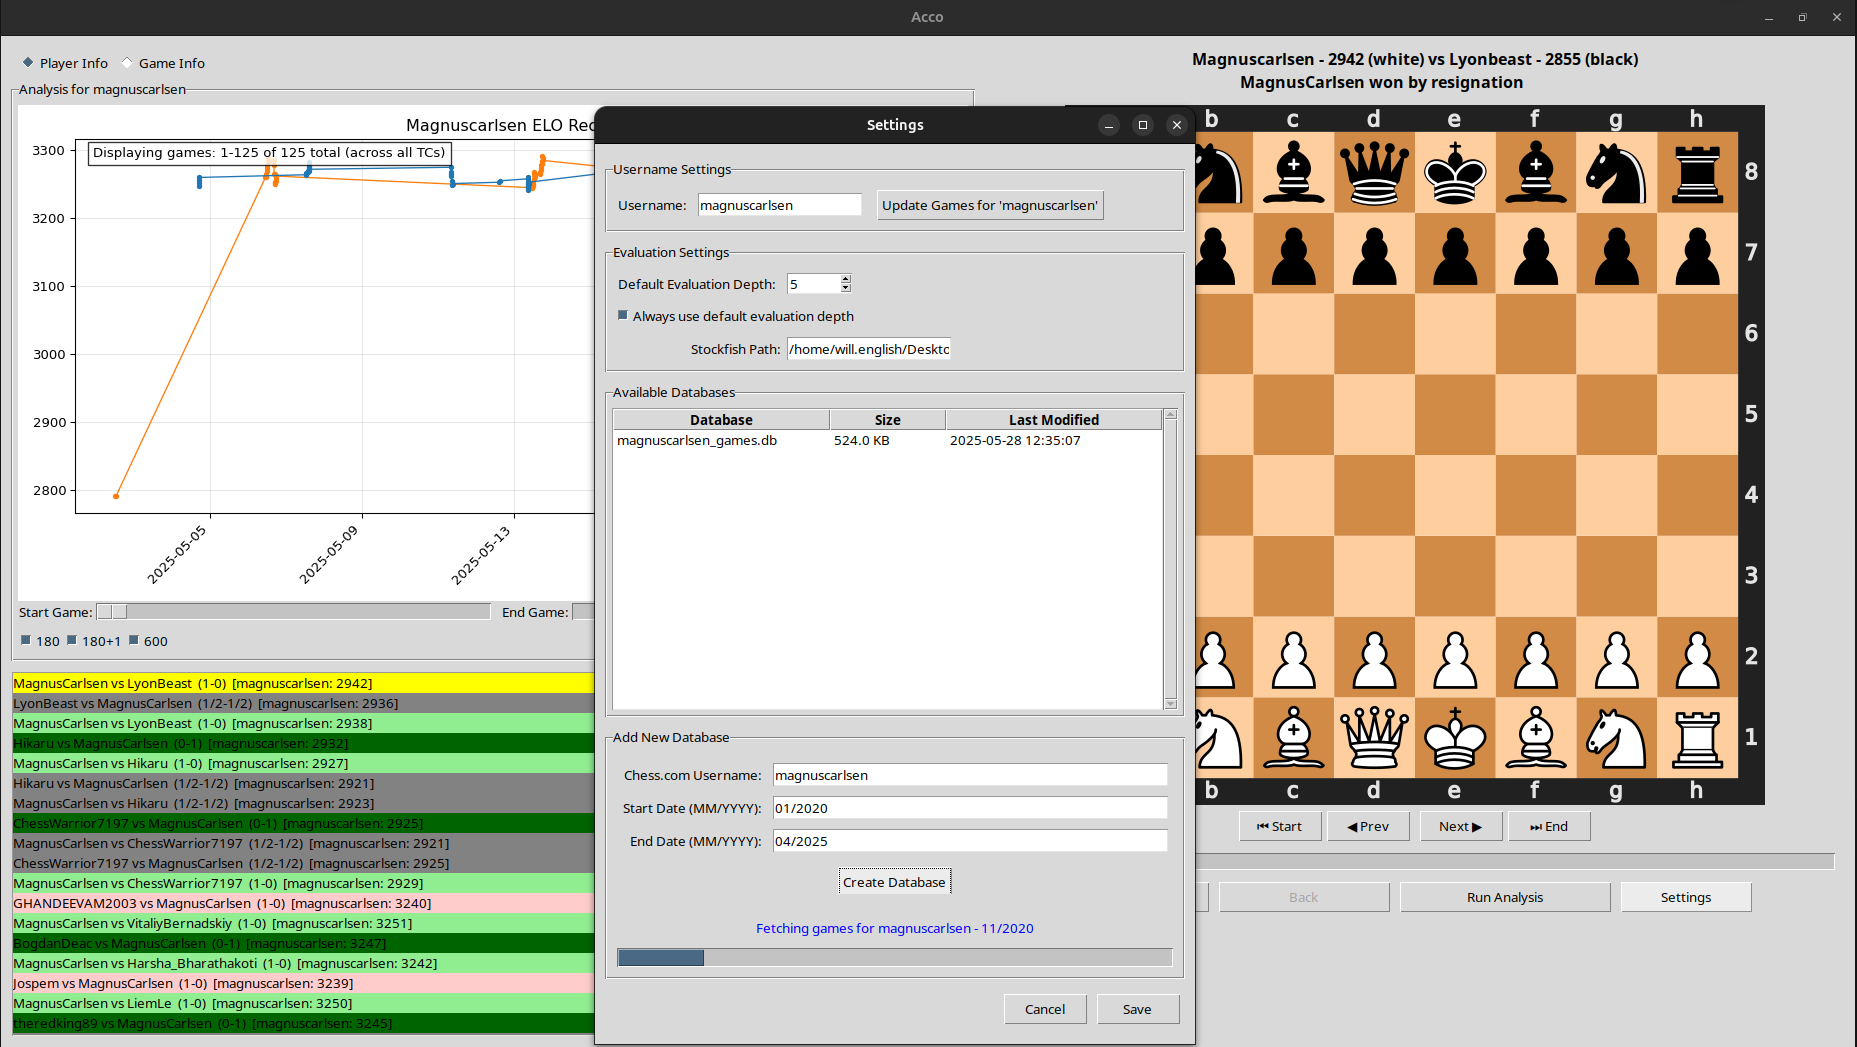 Acco
Player Info
Game Info
Analysis for magnuscarlsen
Magnuscarlsen ELO Rec
Displaying games: 1-125 of 125 total (across all TCs)
3300
3200
3100
3000
2900
2800
2025-05-05
2025-05-09
2025-05-13
Start Game:
End Game:
180
180+1
600
MagnusCarlsen vs LyonBeast (1-0) [magnuscarlsen: 2942]
LyonBeast vs MagnusCarlsen (1/2-1/2) [magnuscarlsen: 2936]
MagnusCarlsen vs LyonBeast (1-0) [magnuscarlsen: 2938]
Hikaru vs MagnusCarlsen (0-1) [magnuscarlsen: 2932]
MagnusCarlsen vs Hikaru (1-0) [magnuscarlsen: 2927]
Hikaru vs MagnusCarlsen (1/2-1/2) [magnuscarlsen: 2921]
MagnusCarlsen vs Hikaru (1/2-1/2) [magnuscarlsen: 2923]
ChessWarrior7197 vs MagnusCarlsen (0-1) [magnuscarlsen: 2925]
MagnusCarlsen vs ChessWarrior7197 (1/2-1/2) [magnuscarlsen: 2921]
ChessWarrior7197 vs MagnusCarlsen (1/2-1/2) [magnuscarlsen: 2925]
MagnusCarlsen vs ChessWarrior7197 (1-0) [magnuscarlsen: 2929]
GHANDEEVAM2003 vs MagnusCarlsen (1-0) [magnuscarlsen: 3240]
MagnusCarlsen vs VitaliyBernadskiy (1-0) [magnuscarlsen: 3251]
BogdanDeac vs MagnusCarlsen (0-1) [magnuscarlsen: 3247]
MagnusCarlsen vs Harsha_Bharathakoti (1-0) [magnuscarlsen: 3242]
Jospem vs MagnusCarlsen (1-0) [magnuscarlsen: 3239]
MagnusCarlsen vs LiemLe (1-0) [magnuscarlsen: 3250]
theredking89 vs MagnusCarlsen (0-1) [magnuscarlsen: 3245]
Settings
Username Settings
Username: magnuscarlsen
Update Games for 'magnuscarlsen'
Evaluation Settings
Default Evaluation Depth: 5
Always use default evaluation depth
Stockfish Path: /home/will.english/Deskto
Available Databases
Database Size Last Modified
magnuscarlsen_games.db 524.0 KB 2025-05-28 12:35:07
Add New Database
Chess.com Username: magnuscarlsen
Start Date (MM/YYYY): 01/2020
End Date (MM/YYYY): 04/2025
Create Database
Fetching games for magnuscarlsen - 11/2020
Cancel
Save
Magnuscarlsen - 2942 (white) vs Lyonbeast - 2855 (black)
MagnusCarlsen won by resignation
b c d e f g h
8
7
6
5
4
3
2
1
b c d e f g h
⏮ Start
◀ Prev
Next ▶
⏭ End
Back
Run Analysis
Settings